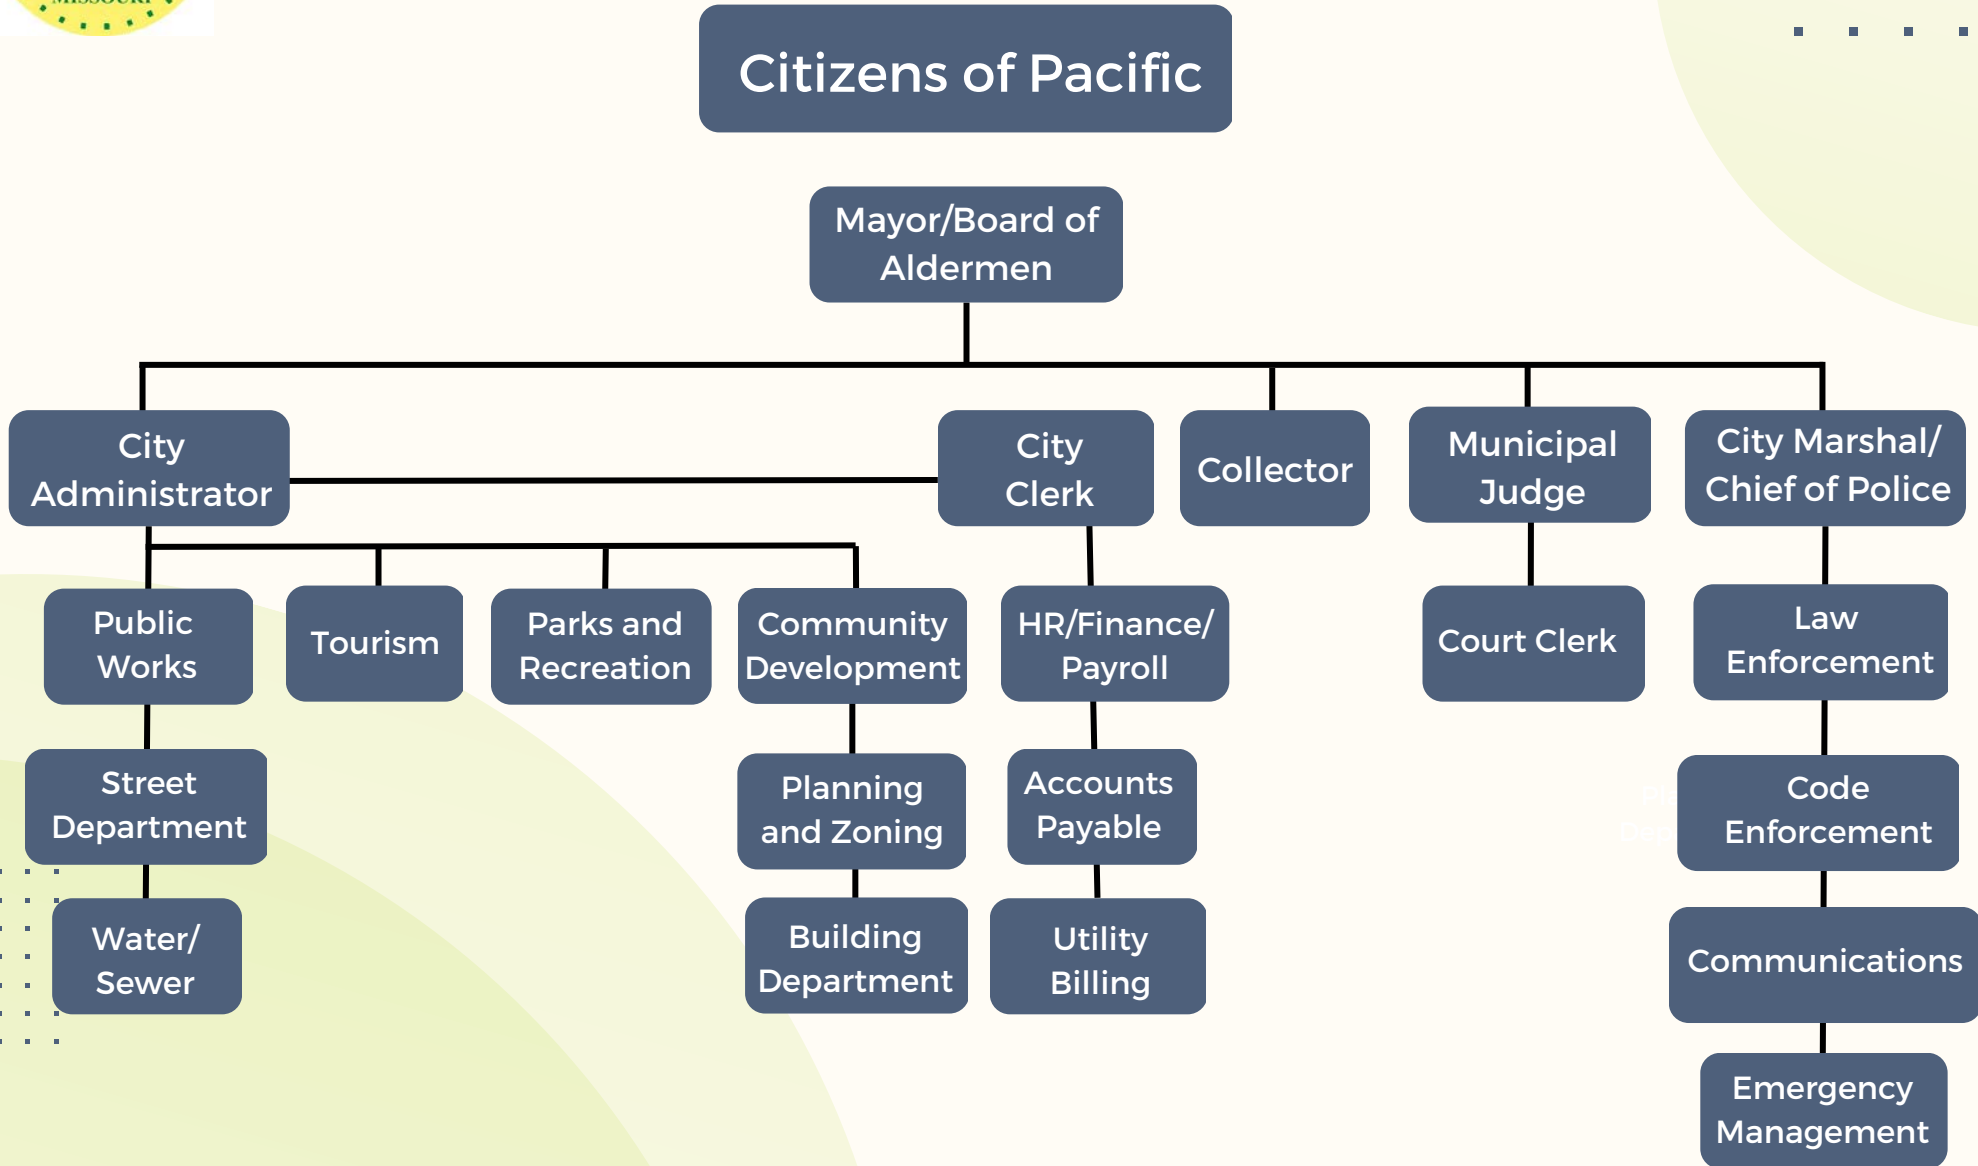 MISSOURI
Citizens of Pacific
Mayor/Board of
Aldermen
City
Administrator
City
Clerk
Collector
Municipal
Judge
City Marshal/
Chief of Police
Public
Works
Tourism
Parks and
Recreation
Community
Development
HR/Finance/
Payroll
Court Clerk
Law
Enforcement
Street
Department
Planning
and Zoning
Accounts
Payable
Code
Enforcement
Water/
Sewer
Building
Department
Utility
Billing
Communications
Emergency
Management